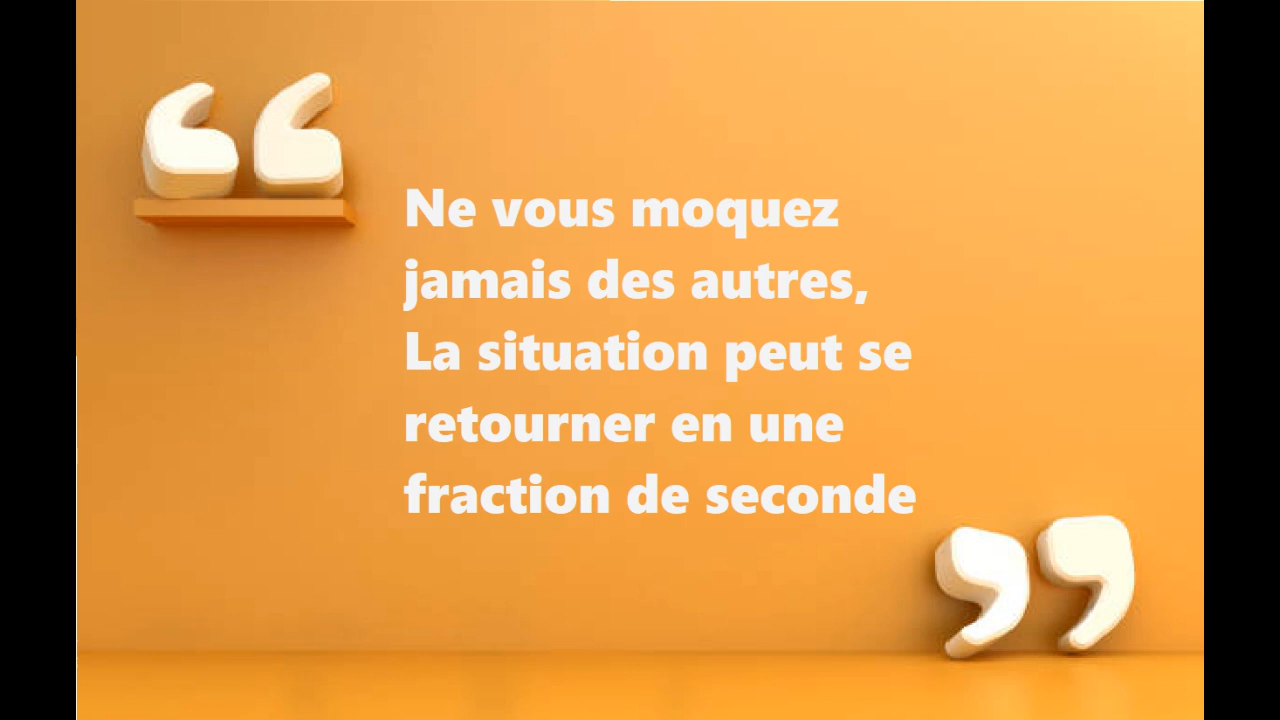 Ne vous moquez
jamais des autres,
La situation peut se
retourner en une
fraction de seconde